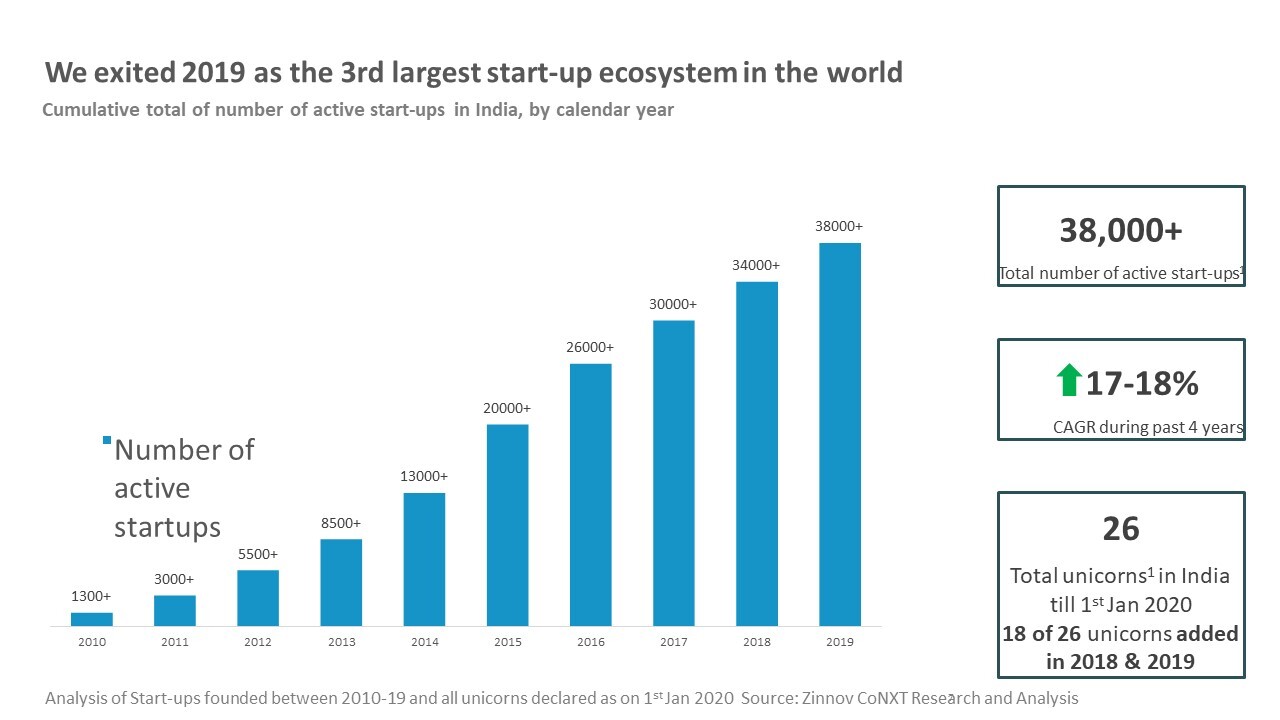 We exited 2019 as the 3rd largest start-up ecosystem in the world
Cumulative total of number of active start-ups in India, by calendar year
38000+
34000+
30000+
26000+
20000+
13000+
8500+
5500+
3000+
1300+
Number of
active
startups
2010 2011 2012 2013 2014 2015 2016 2017 2018 2019
38,000+
Total number of active start-ups¹
17-18%
CAGR during past 4 years
26
Total unicorns¹ in India
till 1st Jan 2020
18 of 26 unicorns added
in 2018 & 2019
Analysis of Start-ups founded between 2010-19 and all unicorns declared as on 1st Jan 2020 Source: Zinnov CoNXT Research and Analysis